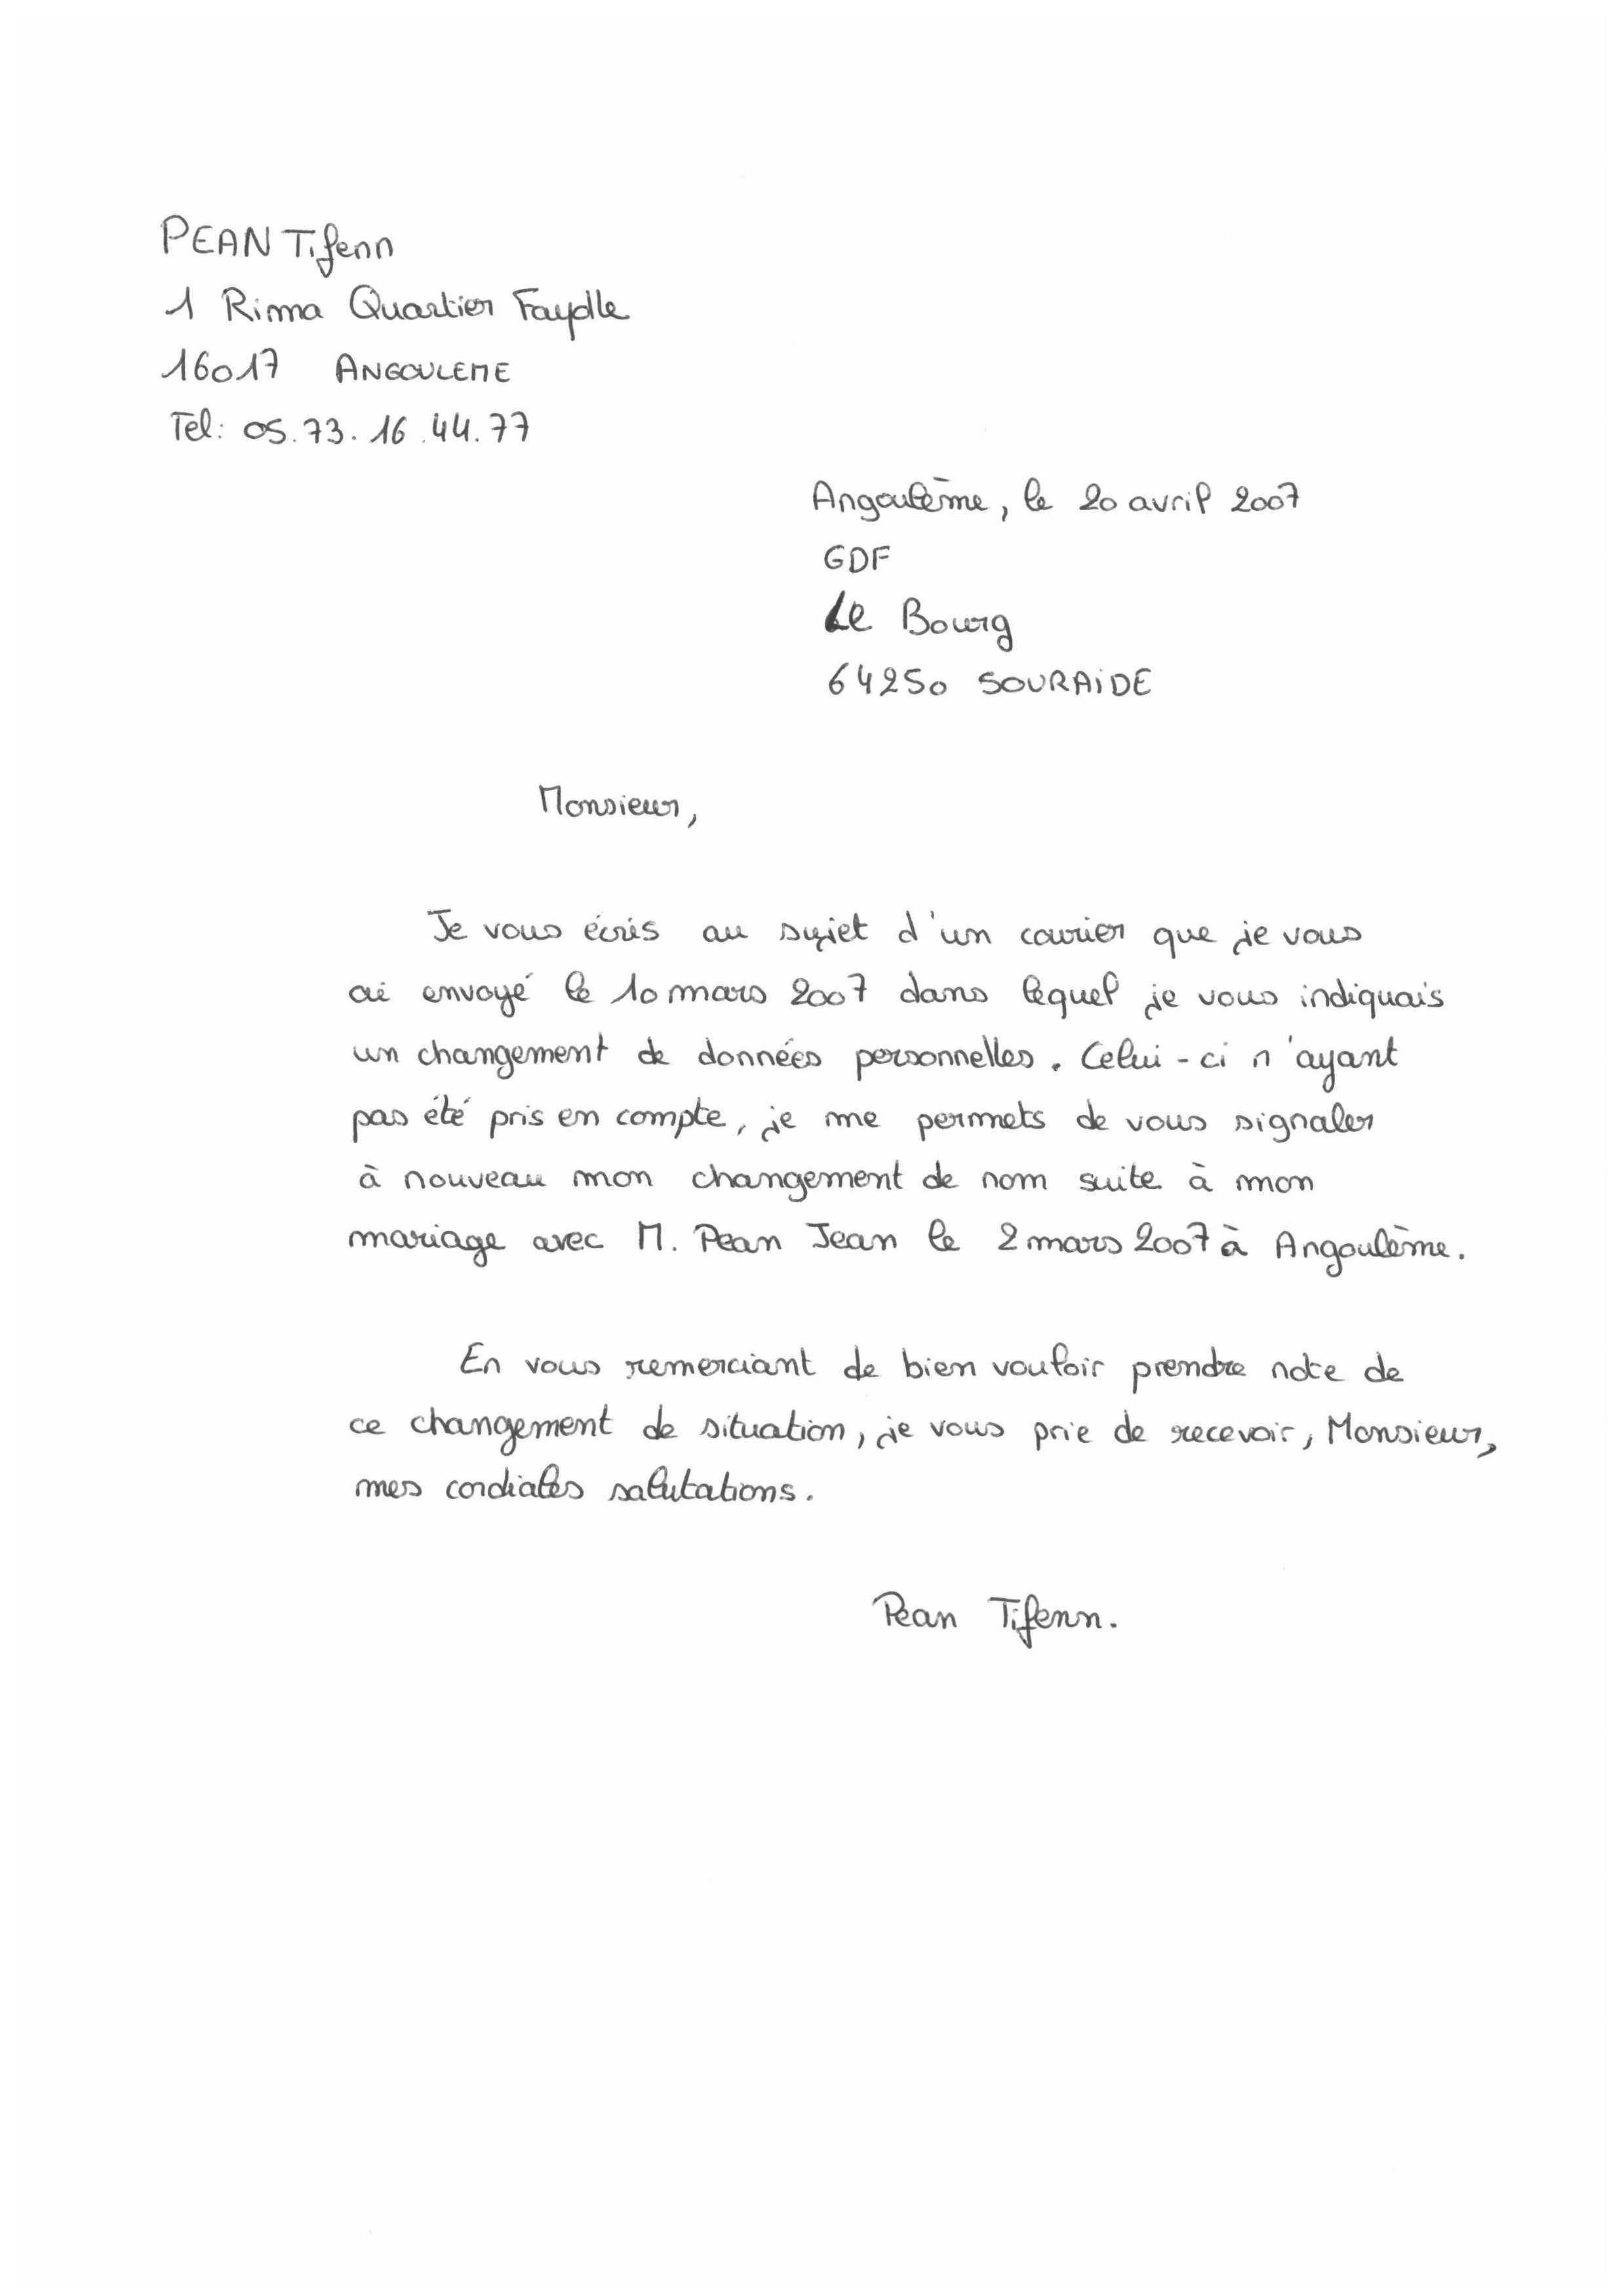 PEAN Tifenn
1 Rima Quartier Faydlle
16017 ANGOULEME
Tel: 05.73.16.44.77
Angoulême, le 20 avril 2007
GDF
Le Bourg
64250 SOURAIDE
Monsieur,
Je vous écris au sujet d'un courier que je vous
ai envoyé le 10 mars 2007 dans lequel je vous indiquais
un changement de données personnelles. Celui-ci n'ayant
pas été pris en compte, je me permets de vous signaler
à nouveau mon changement de nom suite à mon
mariage avec M. Pean Jean le 2 mars 2007 à Angoulême.
En vous remerciant de bien vouloir prendre note de
ce changement de situation, je vous prie de recevoir, Monsieur,
mes cordiales salutations.
Pean Tifenn.